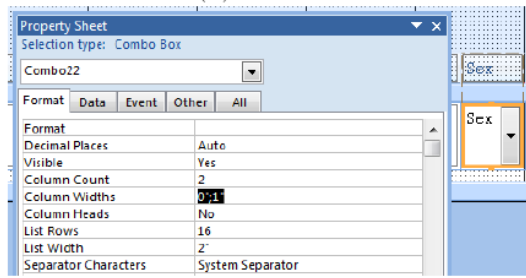 Property Sheet
Selection type: Combo Box
Combo22
Format Data Event Other All
Format
Decimal Places Auto
Visible Yes
Column Count 2
Column Widths 0";1"
Column Heads No
List Rows 16
List Width 2"
Separator Characters System Separator
Sex
Sex